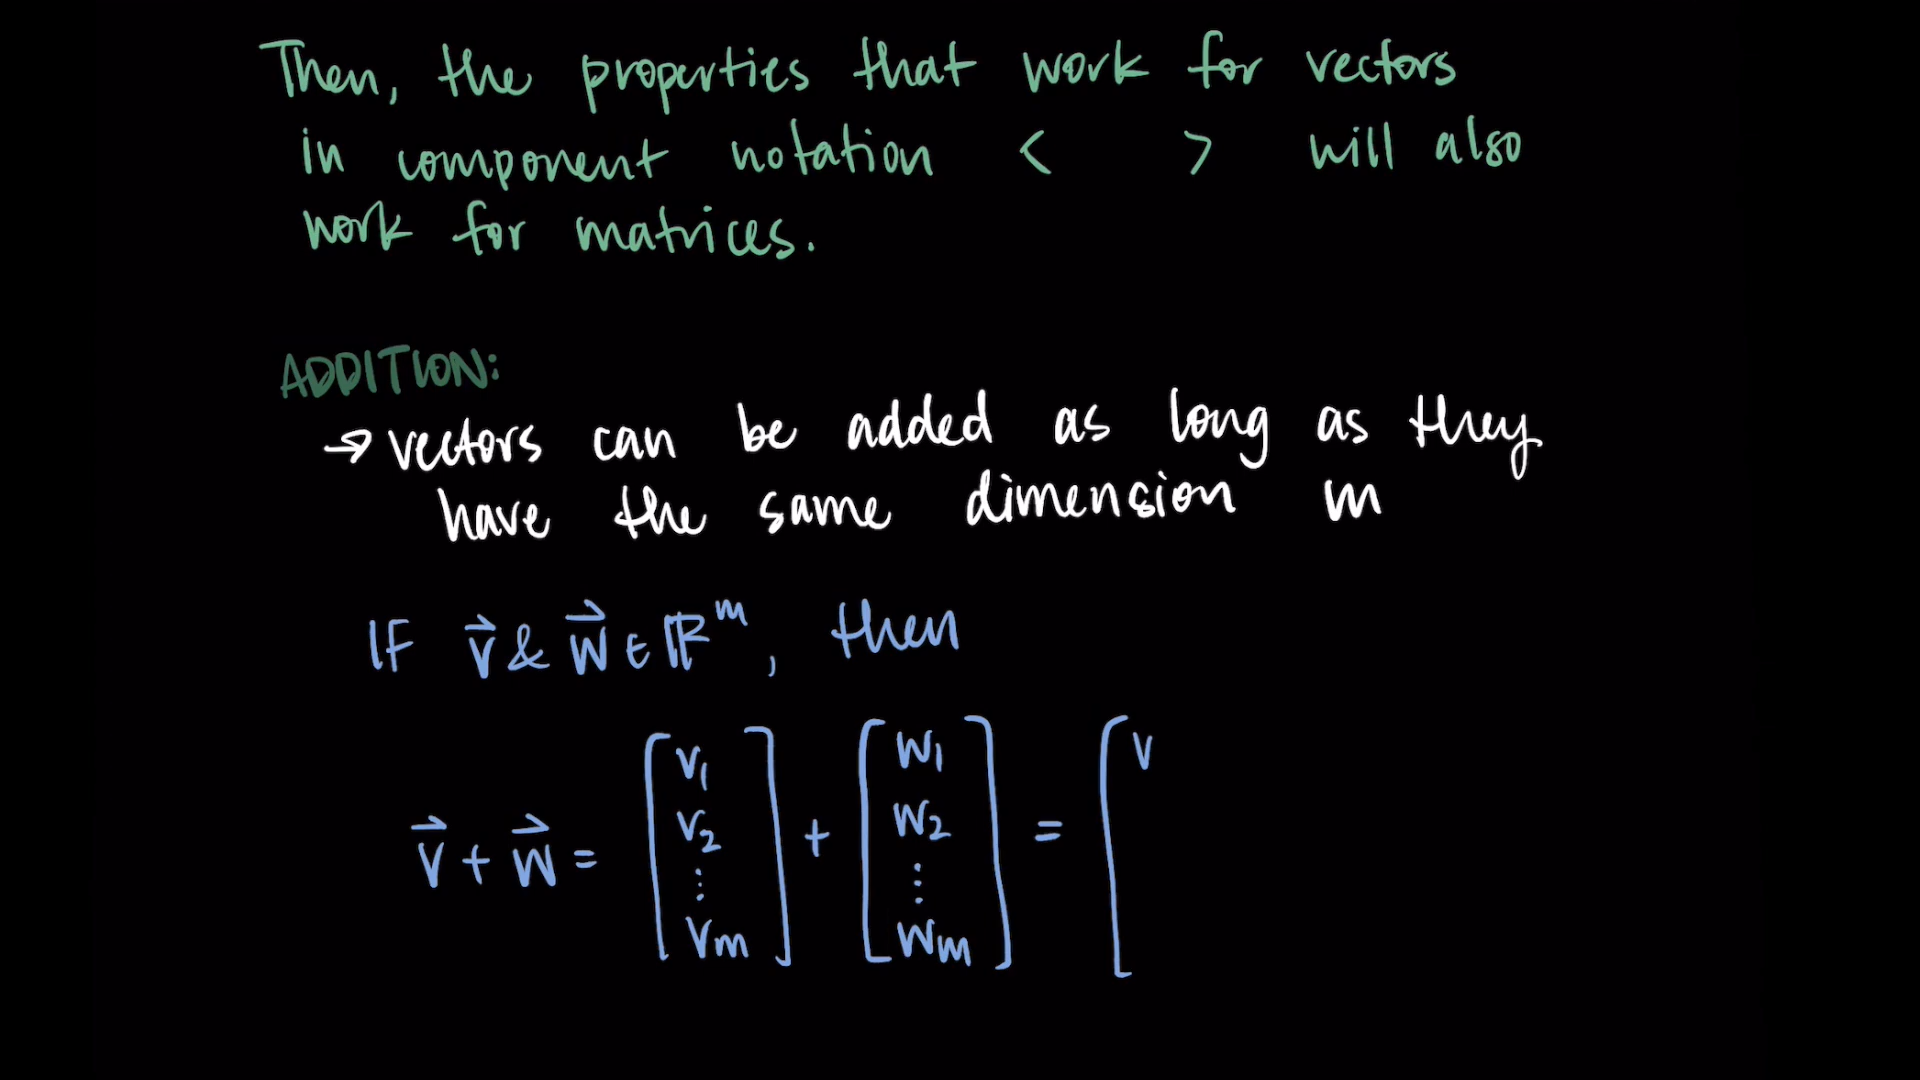 Then, the properties that work for vectors
in component notation < > will also
work for matrices.
ADDITION:
→ vectors can be added as long as they
have the same dimension m
IF v⃗ & w⃗ ∈ ℝᵐ, then
v⃗ + w⃗ = [v₁ v₂ ⋮ vₘ] + [w₁ w₂ ⋮ wₘ] = [v